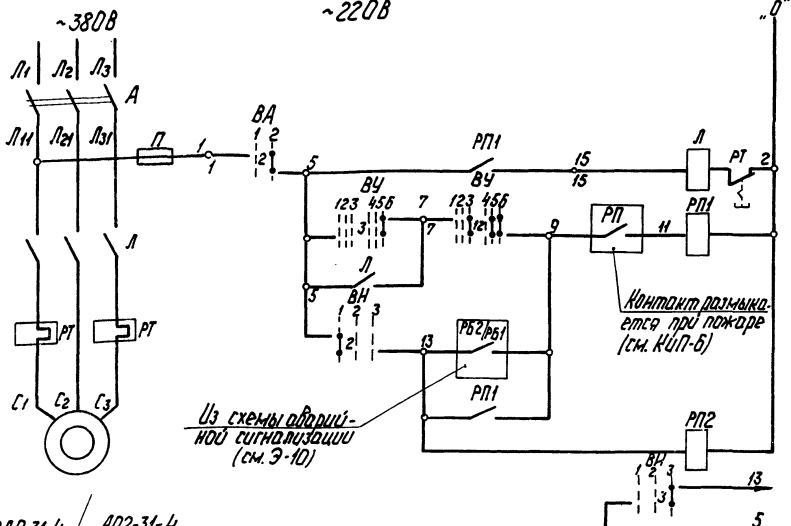 ~380В
~220В
„0"
Л1
Л2
Л3
А
Л11
Л21
Л31
П
1
1
ВА
1 2
2
5
РП1
15
15
Л
РТ
2
ВУ
123 456
3
7
7
ВУ
123 456
121
9
РП
11
РП1
Л
5
ВН
1 2 3
2
13
РБ2/РБ1
РП1
Контакт размыка-
ется при пожаре
(см. КИП-6)
Л
РТ
РТ
С1
С2
С3
Из схемы аварий-
ной сигнализации
(см. Э-10)
РП2
ВН
1 2 3
3
13
5
АО2-31-4